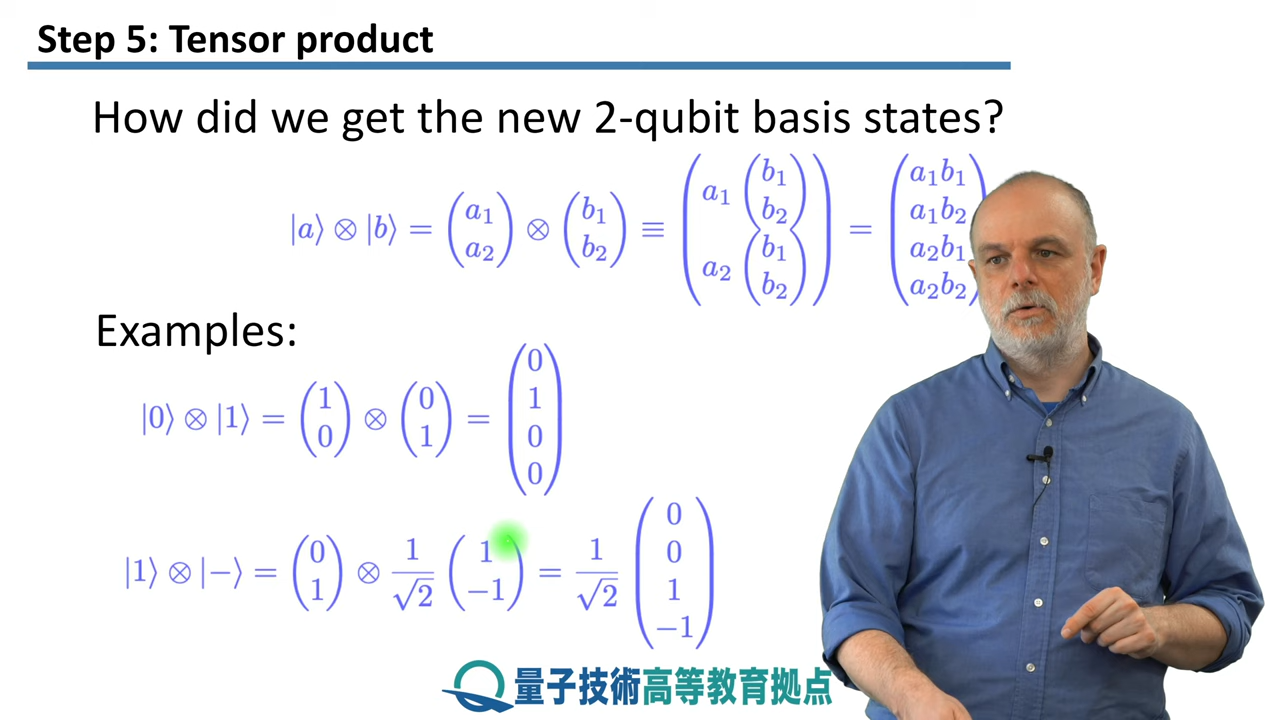 Step 5: Tensor product
How did we get the new 2-qubit basis states?
|a⟩ ⊗ |b⟩ = (a₁ a₂) ⊗ (b₁ b₂) ≡ (a₁ (b₁ b₂) a₂ (b₁ b₂)) = (a₁b₁ a₁b₂ a₂b₁ a₂b₂)
Examples:
|0⟩ ⊗ |1⟩ = (1 0) ⊗ (0 1) = (0 1 0 0)
|1⟩ ⊗ |−⟩ = (0 1) ⊗ 1/√2 (1 −1) = 1/√2 (0 0 1 −1)
量子技術高等教育拠点